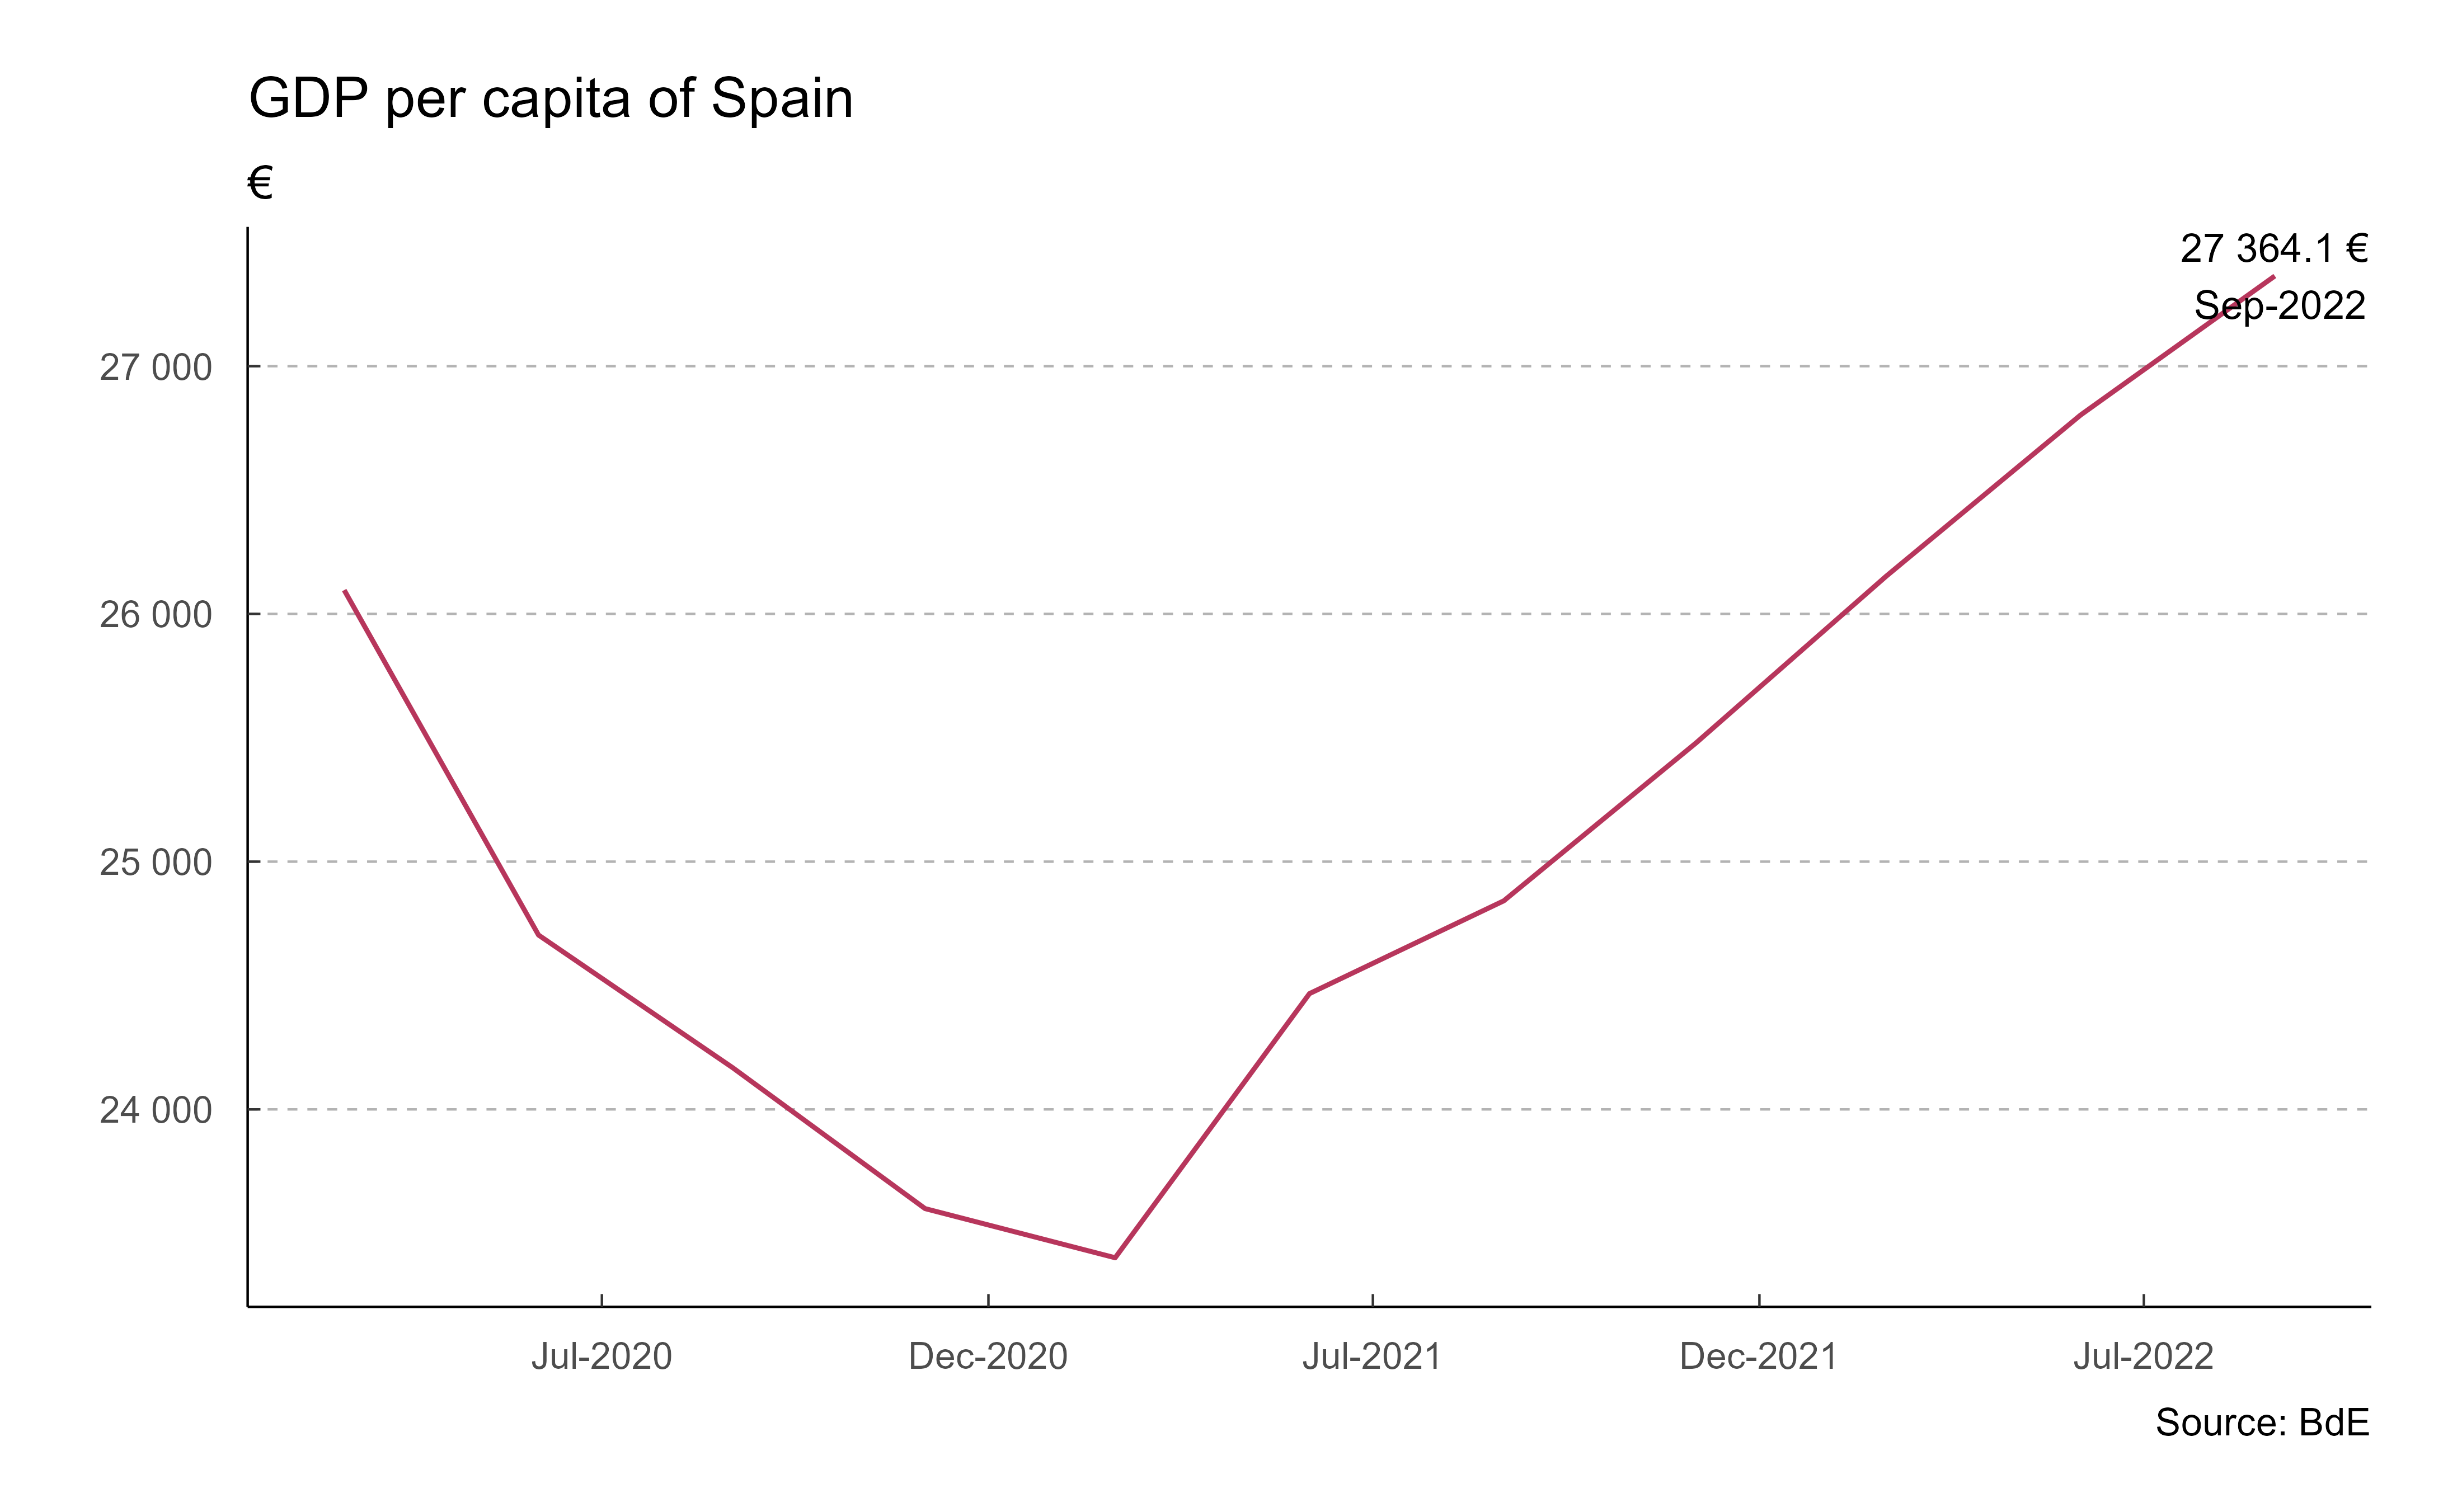 GDP per capita of Spain
€
27 364.1 €
Sep-2022
27 000
26 000
25 000
24 000
Jul-2020 Dec-2020 Jul-2021 Dec-2021 Jul-2022
Source: BdE